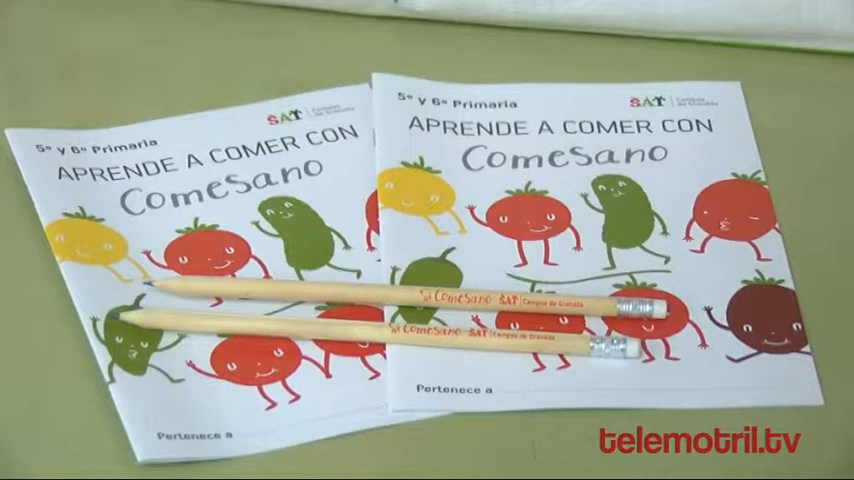 5º y 6º Primaria
SAT Campos de Granada
APRENDE A COMER CON
ComeSano
Pertenece a
5º y 6º Primaria
SAT Campos de Granada
APRENDE A COMER CON
ComeSano
Pertenece a
ComeSano SAT Campos de Granada
ComeSano SAT Campos de Granada
telemotril.tv